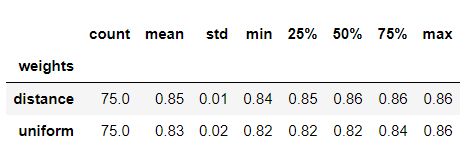 count mean std min 25% 50% 75% max
weights
distance 75.0 0.85 0.01 0.84 0.85 0.86 0.86 0.86
uniform 75.0 0.83 0.02 0.82 0.82 0.82 0.84 0.86